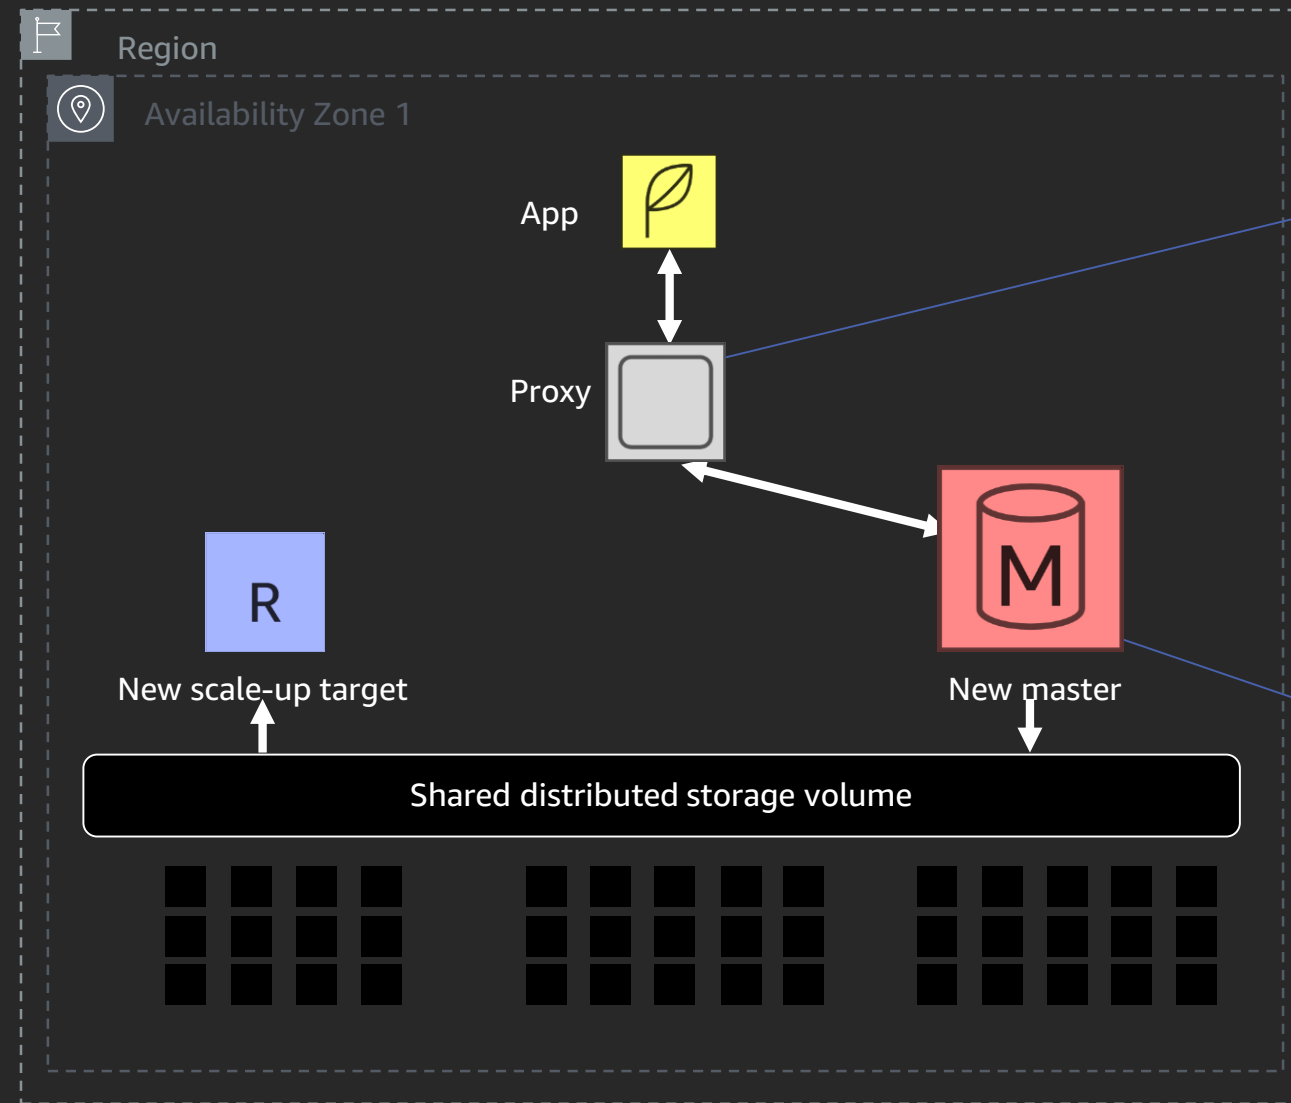 Region
Availability Zone 1
App
Proxy
M
R
New scale-up target
New master
Shared distributed storage volume